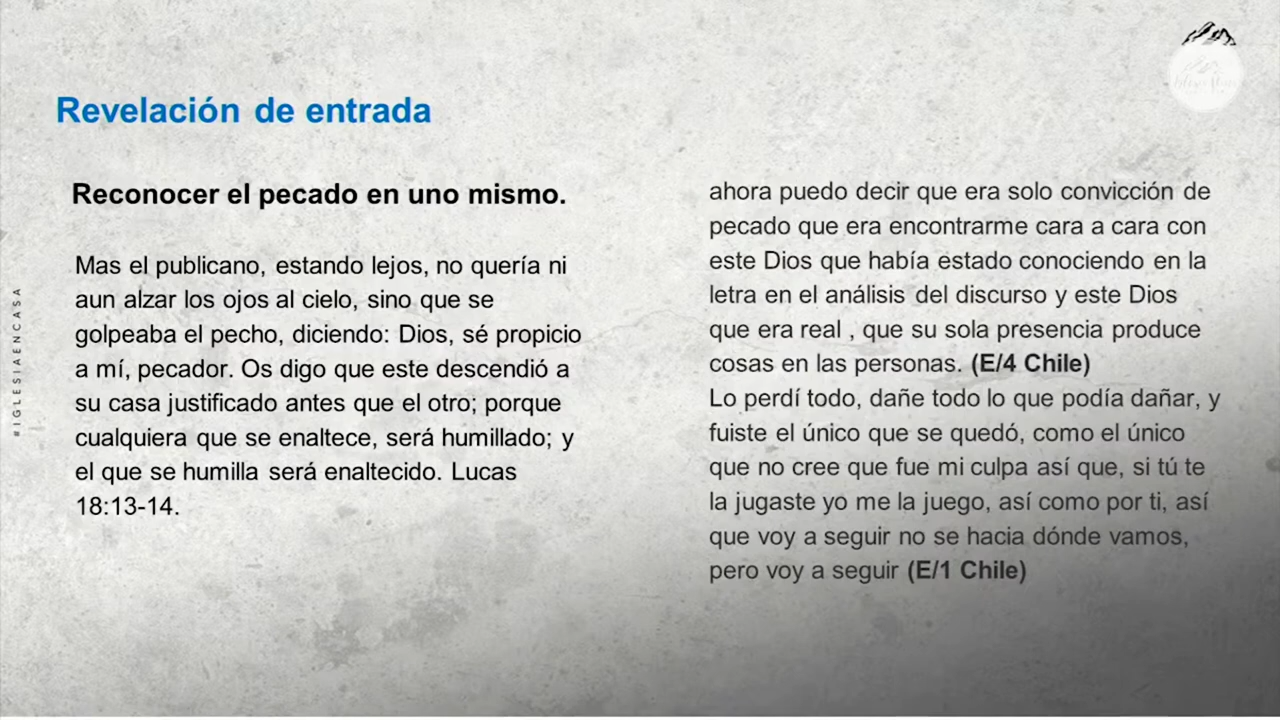 Revelación de entrada
Reconocer el pecado en uno mismo.
Mas el publicano, estando lejos, no quería ni
aun alzar los ojos al cielo, sino que se
golpeaba el pecho, diciendo: Dios, sé propicio
a mí, pecador. Os digo que este descendió a
su casa justificado antes que el otro; porque
cualquiera que se enaltece, será humillado; y
el que se humilla será enaltecido. Lucas
18:13-14.
ahora puedo decir que era solo convicción de
pecado que era encontrarme cara a cara con
este Dios que había estado conociendo en la
letra en el análisis del discurso y este Dios
que era real , que su sola presencia produce
cosas en las personas. (E/4 Chile)
Lo perdí todo, dañe todo lo que podía dañar, y
fuiste el único que se quedó, como el único
que no cree que fue mi culpa así que, si tú te
la jugaste yo me la juego, así como por ti, así
que voy a seguir no se hacia dónde vamos,
pero voy a seguir (E/1 Chile)
#IGLESIAENCASA